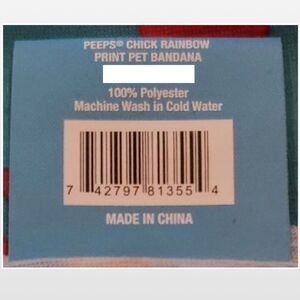 PEEPS® CHICK RAINBOW
PRINT PET BANDANA
100% Polyester
Machine Wash in Cold Water
7 42797 81355 4
MADE IN CHINA